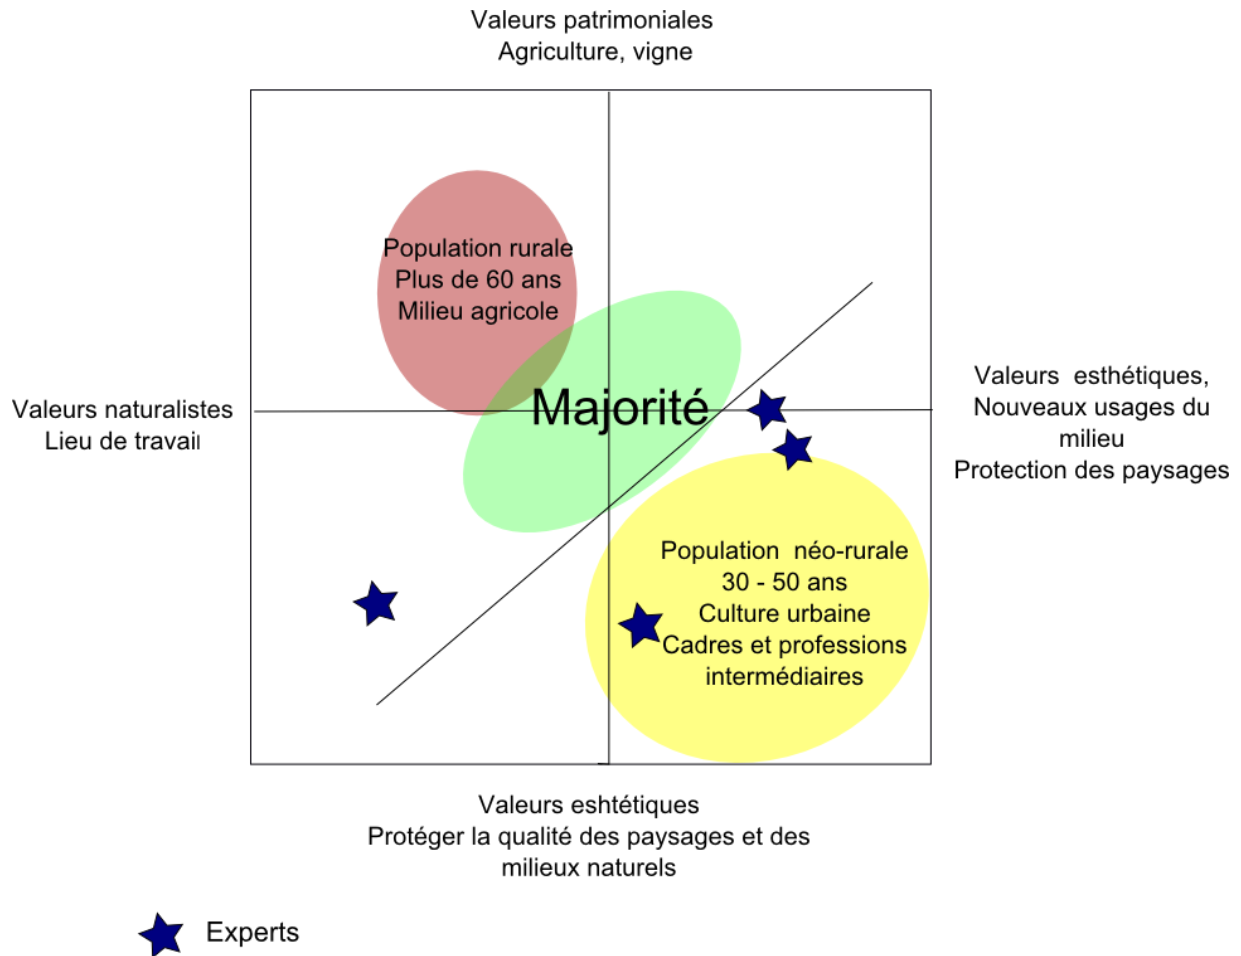 Valeurs patrimoniales
Agriculture, vigne
Population rurale
Plus de 60 ans
Milieu agricole
Majorité
Valeurs naturalistes
Lieu de travail
Valeurs esthétiques,
Nouveaux usages du
milieu
Protection des paysages
Population néo-rurale
30 - 50 ans
Culture urbaine
Cadres et professions
intermédiaires
Valeurs eshtétiques
Protéger la qualité des paysages et des
milieux naturels
Experts